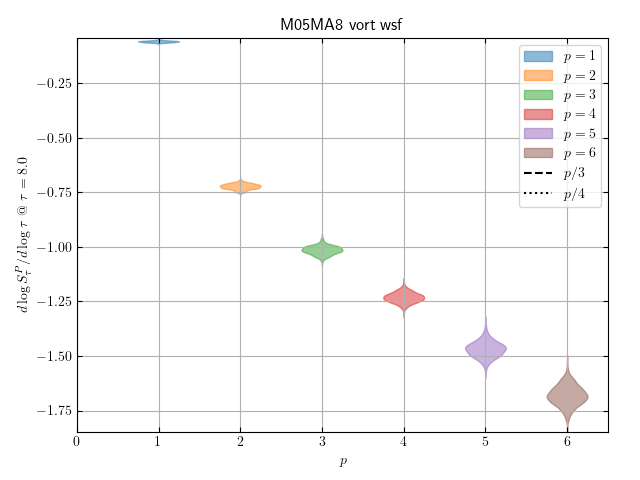 M05MA8 vort wsf
d log S_τ^P / d log τ @ τ = 8.0
−0.25
−0.50
−0.75
−1.00
−1.25
−1.50
−1.75
p = 1
p = 2
p = 3
p = 4
p = 5
p = 6
p/3
p/4
0 1 2 3 4 5 6
p